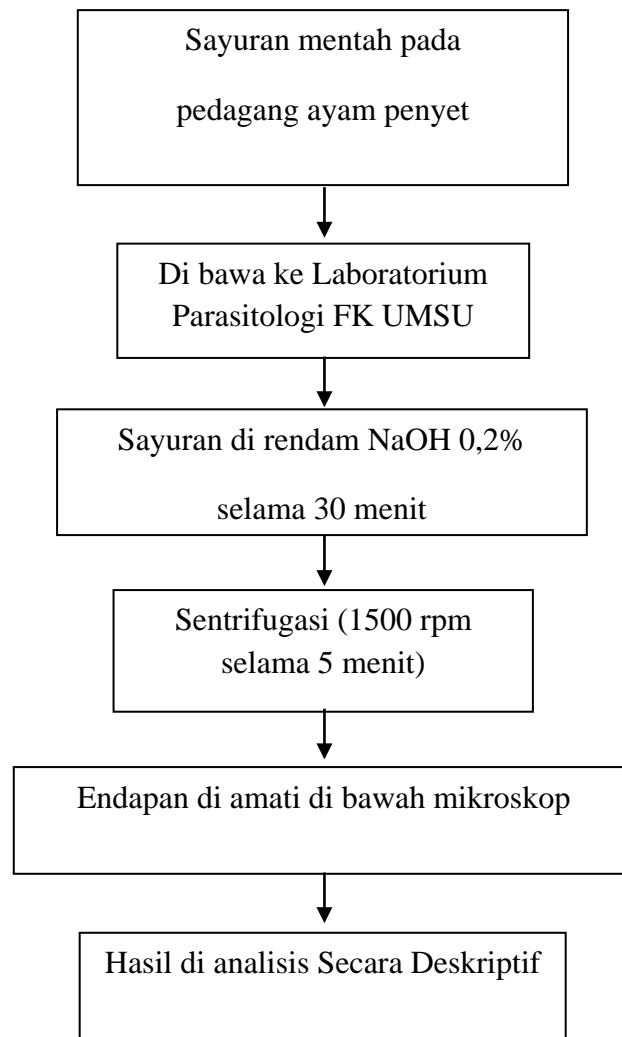 Sayuran mentah pada
pedagang ayam penyet
Di bawa ke Laboratorium
Parasitologi FK UMSU
Sayuran di rendam NaOH 0,2%
selama 30 menit
Sentrifugasi (1500 rpm
selama 5 menit)
Endapan di amati di bawah mikroskop
Hasil di analisis Secara Deskriptif